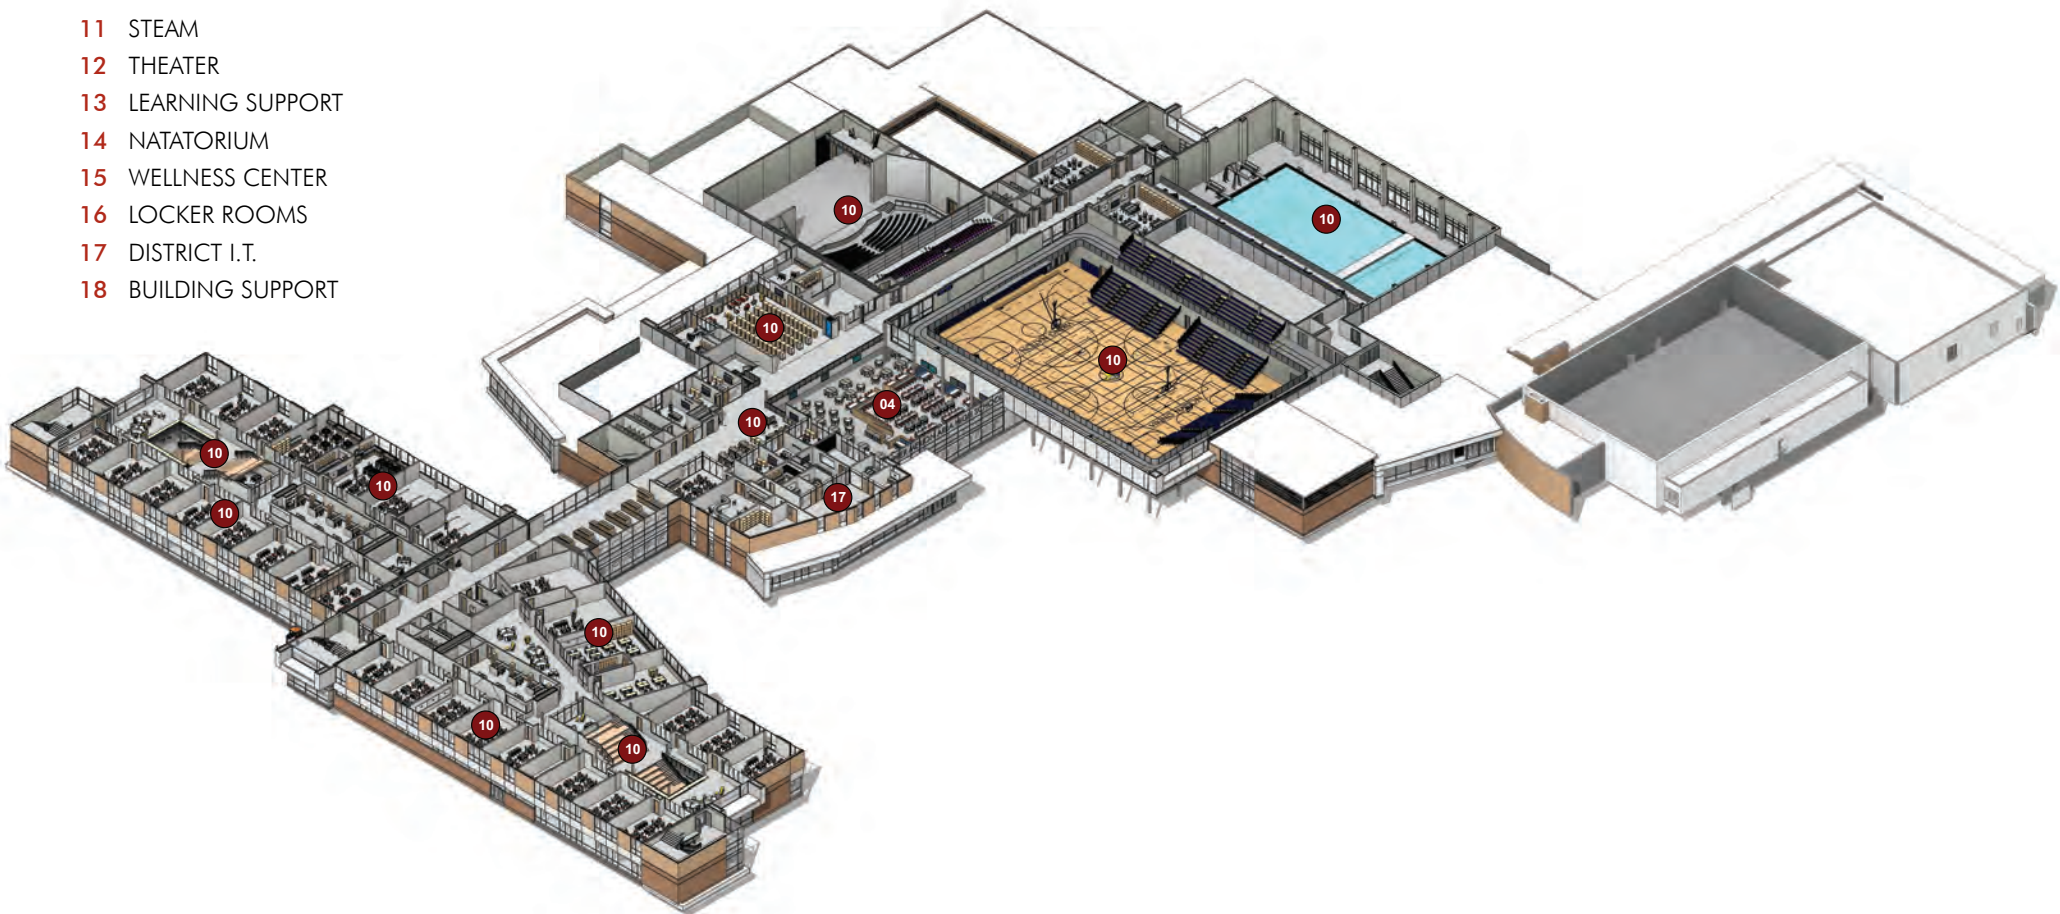 11 STEAM
12 THEATER
13 LEARNING SUPPORT
14 NATATORIUM
15 WELLNESS CENTER
16 LOCKER ROOMS
17 DISTRICT I.T.
18 BUILDING SUPPORT
10
10
10
10
04
10
10
10
17
10
10
10
10